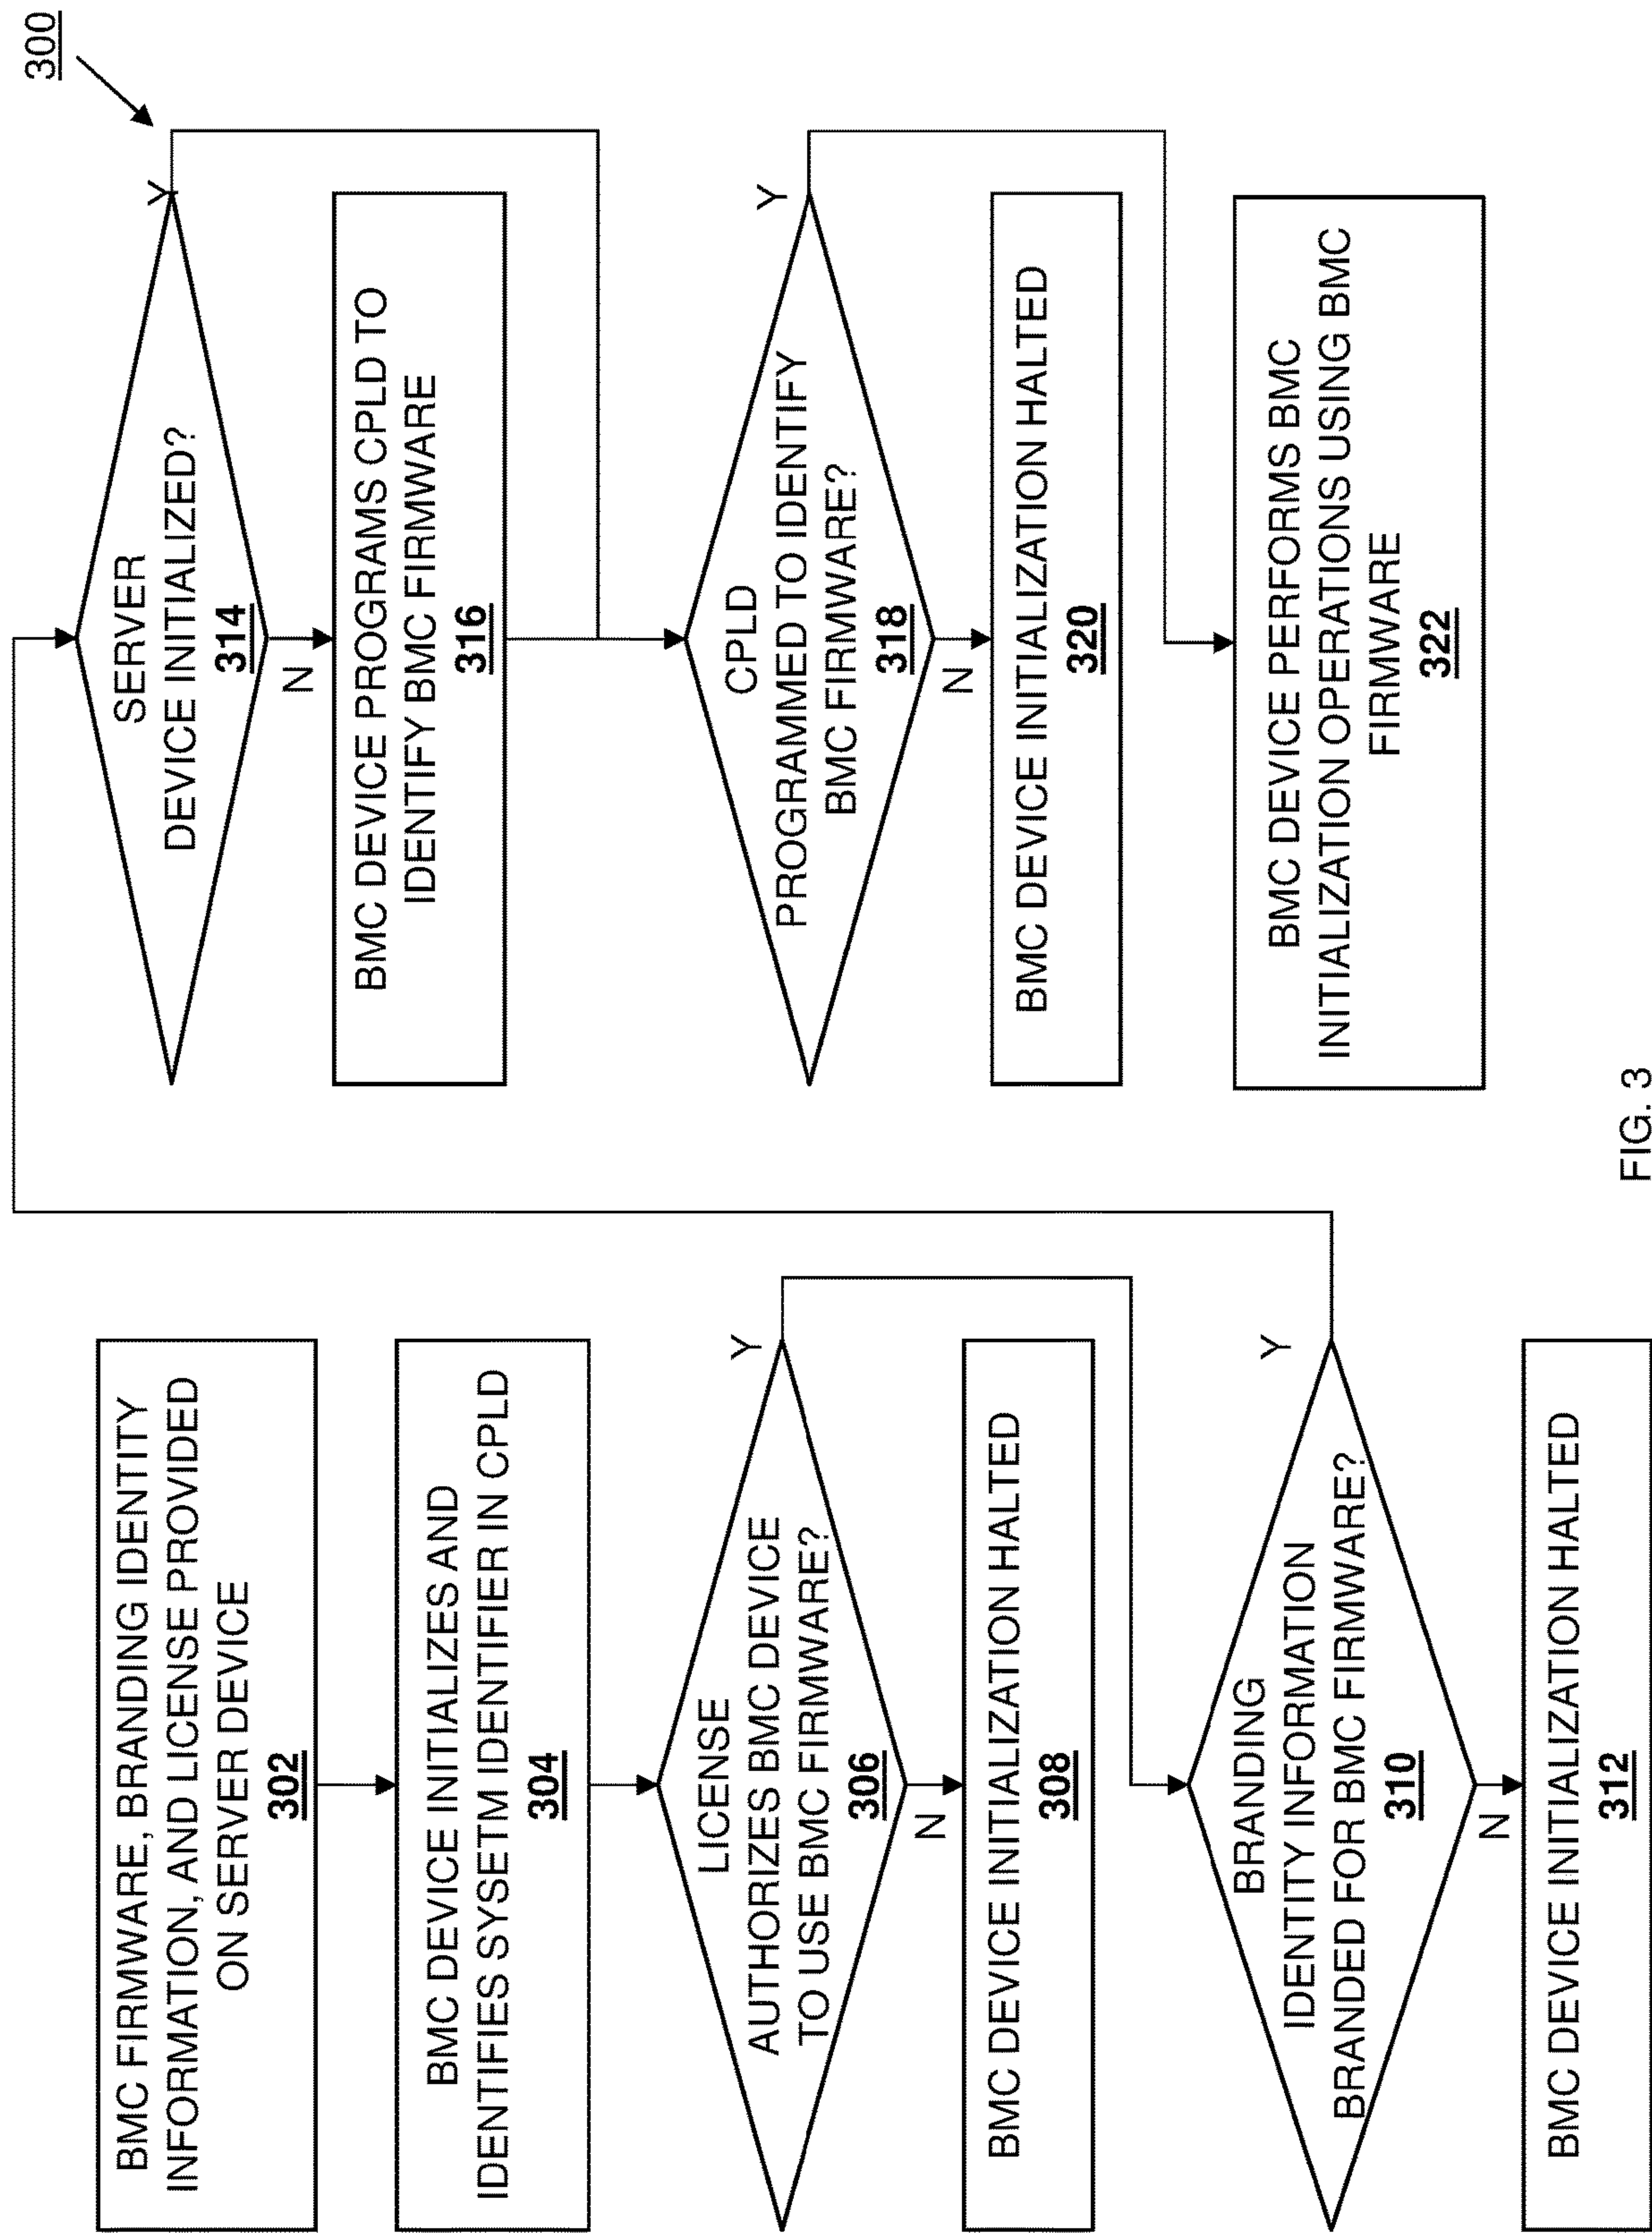 300
BMC FIRMWARE, BRANDING IDENTITY
INFORMATION, AND LICENSE PROVIDED
ON SERVER DEVICE
302
BMC DEVICE INITIALIZES AND
IDENTIFIES SYSETM IDENTIFIER IN CPLD
304
LICENSE
AUTHORIZES BMC DEVICE
TO USE BMC FIRMWARE?
306
Y
N
BMC DEVICE INITIALIZATION HALTED
308
BRANDING
IDENTITY INFORMATION
BRANDED FOR BMC FIRMWARE?
310
Y
N
BMC DEVICE INITIALIZATION HALTED
312
SERVER
DEVICE INITIALIZED?
314
Y
N
BMC DEVICE PROGRAMS CPLD TO
IDENTIFY BMC FIRMWARE
316
CPLD
PROGRAMMED TO IDENTIFY
BMC FIRMWARE?
318
Y
N
BMC DEVICE INITIALIZATION HALTED
320
BMC DEVICE PERFORMS BMC
INITIALIZATION OPERATIONS USING BMC
FIRMWARE
322
FIG. 3